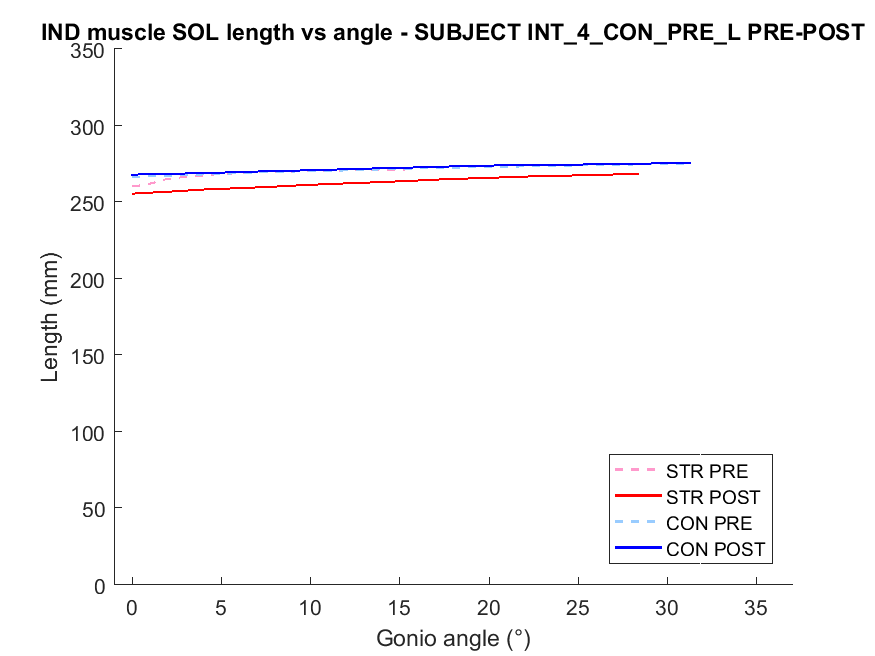 IND muscle SOL length vs angle - SUBJECT INT_4_CON_PRE_L PRE-POST
350
300
250
200
150
100
50
0
Length (mm)
0 5 10 15 20 25 30 35
Gonio angle (°)
STR PRE
STR POST
CON PRE
CON POST